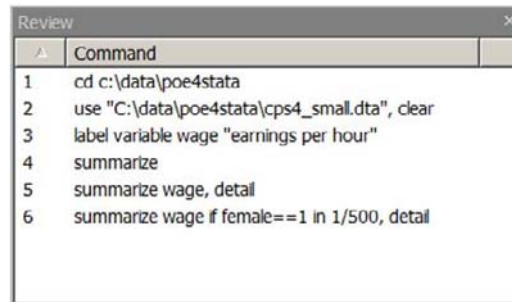 Review
Command
1 cd c:\data\poe4stata
2 use "C:\data\poe4stata\cps4_small.dta", clear
3 label variable wage "earnings per hour"
4 summarize
5 summarize wage, detail
6 summarize wage if female==1 in 1/500, detail